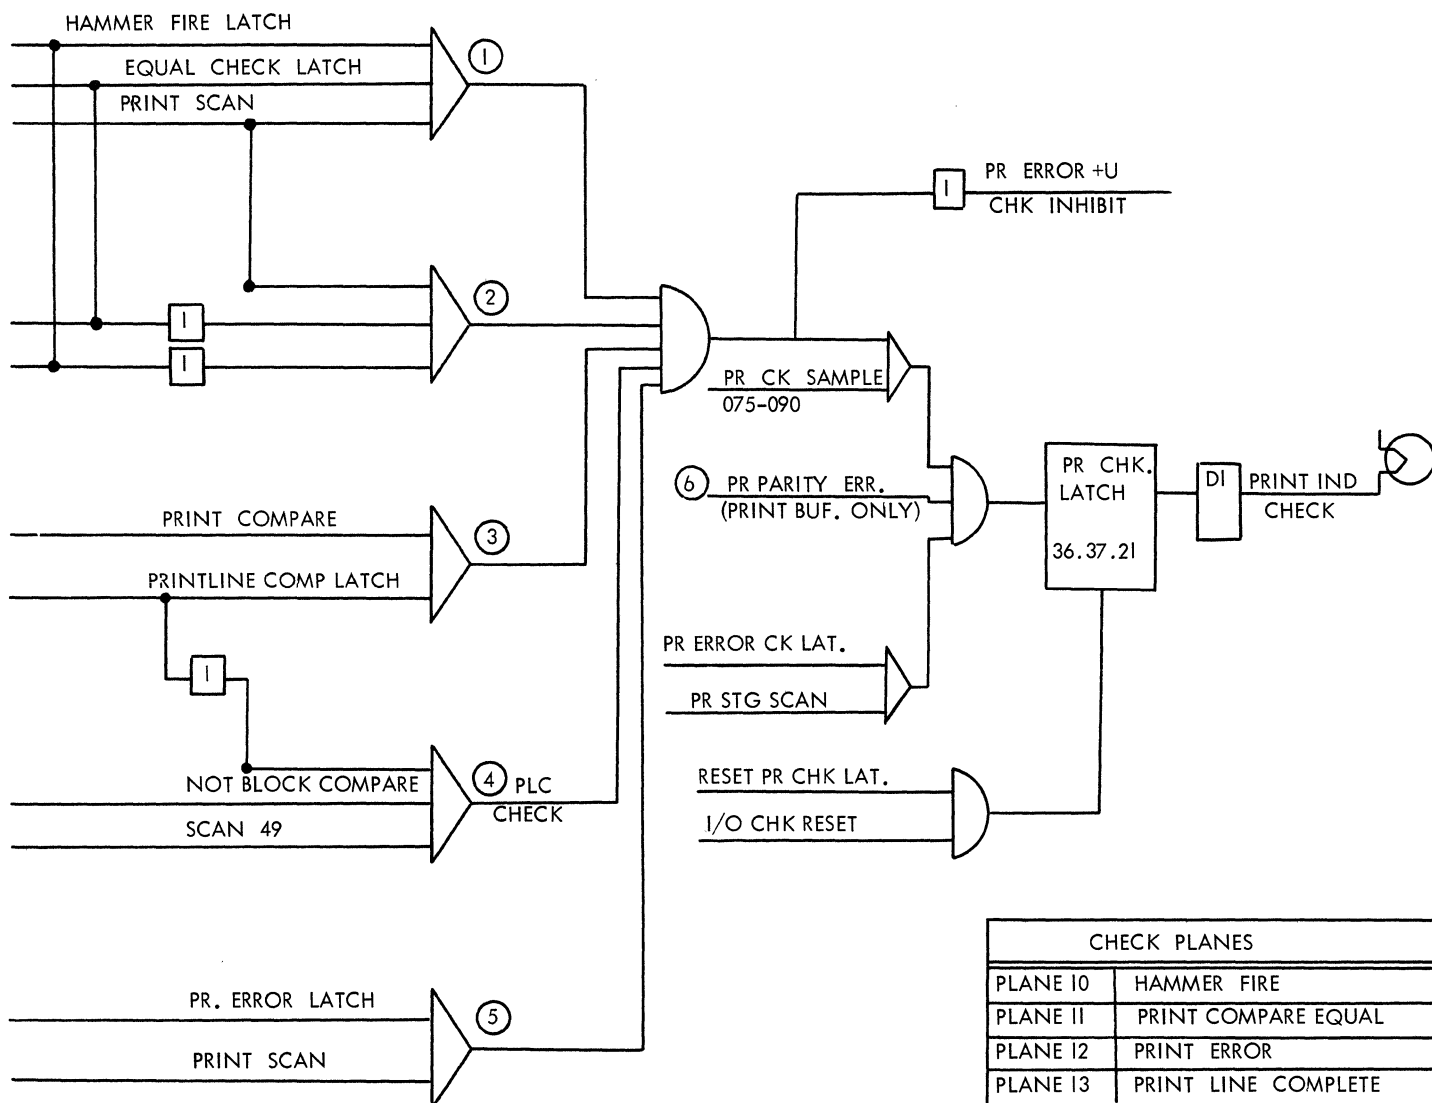 HAMMER FIRE LATCH
1
EQUAL CHECK LATCH
PRINT SCAN
I
PR ERROR +U
CHK INHIBIT
2
I
I
PR CK SAMPLE
075-090
6
PR PARITY ERR.
(PRINT BUF. ONLY)
PR CHK.
LATCH
36.37.21
DI
PRINT IND
CHECK
PRINT COMPARE
3
PRINTLINE COMP LATCH
I
PR ERROR CK LAT.
PR STG SCAN
NOT BLOCK COMPARE
4
PLC
CHECK
SCAN 49
RESET PR CHK LAT.
I/O CHK RESET
PR. ERROR LATCH
5
PRINT SCAN
CHECK PLANES
PLANE 10 HAMMER FIRE
PLANE 11 PRINT COMPARE EQUAL
PLANE 12 PRINT ERROR
PLANE 13 PRINT LINE COMPLETE